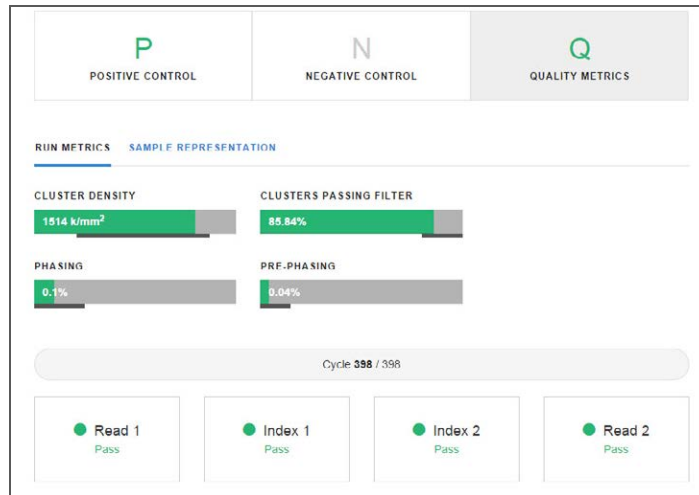 P N Q
POSITIVE CONTROL NEGATIVE CONTROL QUALITY METRICS
RUN METRICS SAMPLE REPRESENTATION
CLUSTER DENSITY CLUSTERS PASSING FILTER
1514 k/mm² 85.84%
PHASING PRE-PHASING
0.1% 0.04%
Cycle 398 / 398
Read 1 Index 1 Index 2 Read 2
Pass Pass Pass Pass